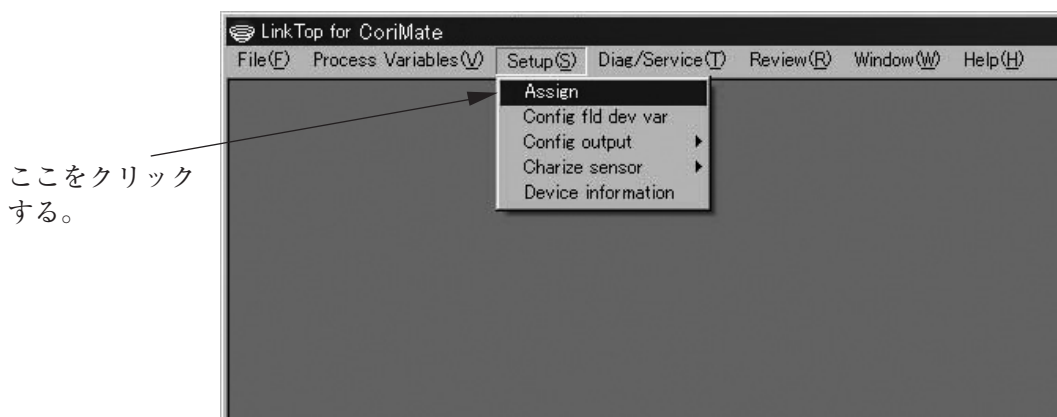 LinkTop for CoriMate
File(F) Process Variables(V) Setup(S) Diag/Service(T) Review(R) Window(W) Help(H)
Assign
Config fld dev var
Config output
Charize sensor
Device information
ここをクリック
する。